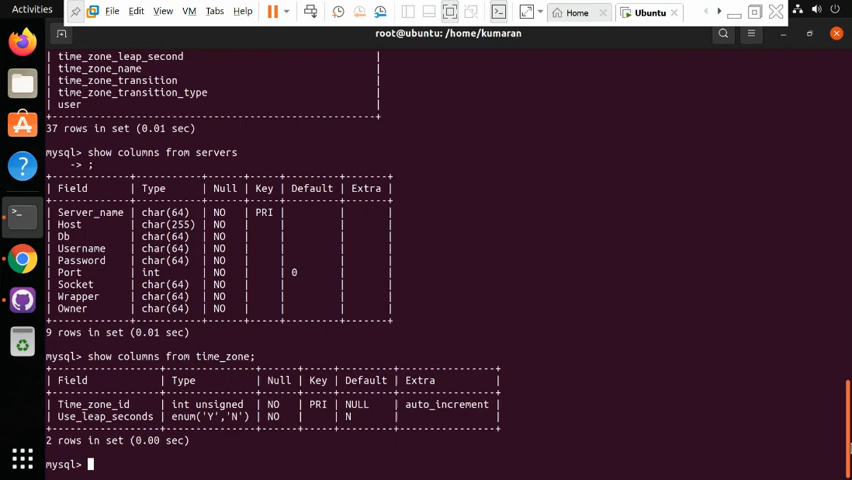 Activities
File Edit View VM Tabs Help
Home
Ubuntu
root@ubuntu: /home/kumaran
| time_zone_leap_second |
| time_zone_name |
| time_zone_transition |
| time_zone_transition_type |
| user |
+------------------------------------------------------+
37 rows in set (0.01 sec)
mysql> show columns from servers
    -> ;
+-------------+-----------+------+-----+---------+-------+
| Field | Type | Null | Key | Default | Extra |
+-------------+-----------+------+-----+---------+-------+
| Server_name | char(64) | NO | PRI | | |
| Host | char(255) | NO | | | |
| Db | char(64) | NO | | | |
| Username | char(64) | NO | | | |
| Password | char(64) | NO | | | |
| Port | int | NO | | 0 | |
| Socket | char(64) | NO | | | |
| Wrapper | char(64) | NO | | | |
| Owner | char(64) | NO | | | |
+-------------+-----------+------+-----+---------+-------+
9 rows in set (0.01 sec)
mysql> show columns from time_zone;
+------------------+---------------+------+-----+---------+----------------+
| Field | Type | Null | Key | Default | Extra |
+------------------+---------------+------+-----+---------+----------------+
| Time_zone_id | int unsigned | NO | PRI | NULL | auto_increment |
| Use_leap_seconds | enum('Y','N') | NO | | N | |
+------------------+---------------+------+-----+---------+----------------+
2 rows in set (0.00 sec)
mysql>